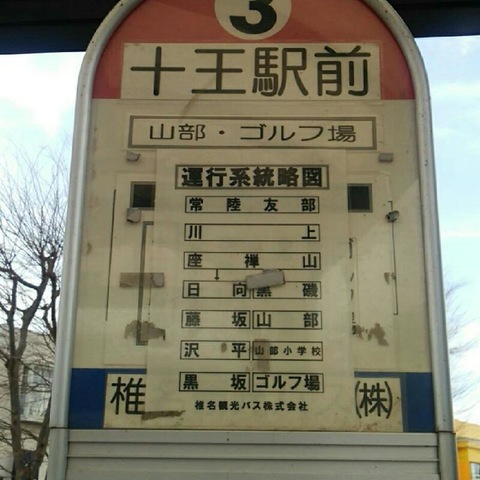 3
十王駅前
山部・ゴルフ場
運行系統略図
常陸友部
川上
座禅山
日向 黒磯
藤坂 山部
沢平 山部小学校
黒坂 ゴルフ場
椎名観光バス株式会社
椎 (株)